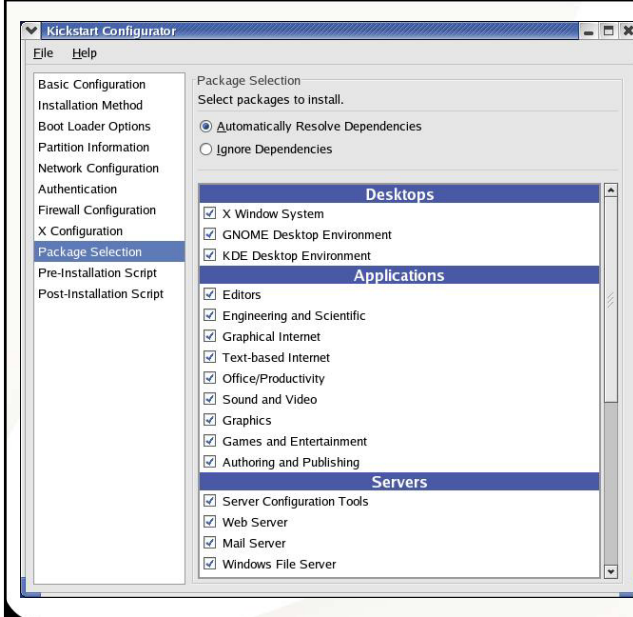 Kickstart Configurator
File Help
Basic Configuration
Installation Method
Boot Loader Options
Partition Information
Network Configuration
Authentication
Firewall Configuration
X Configuration
Package Selection
Pre-Installation Script
Post-Installation Script
Package Selection
Select packages to install.
Automatically Resolve Dependencies
Ignore Dependencies
Desktops
X Window System
GNOME Desktop Environment
KDE Desktop Environment
Applications
Editors
Engineering and Scientific
Graphical Internet
Text-based Internet
Office/Productivity
Sound and Video
Graphics
Games and Entertainment
Authoring and Publishing
Servers
Server Configuration Tools
Web Server
Mail Server
Windows File Server